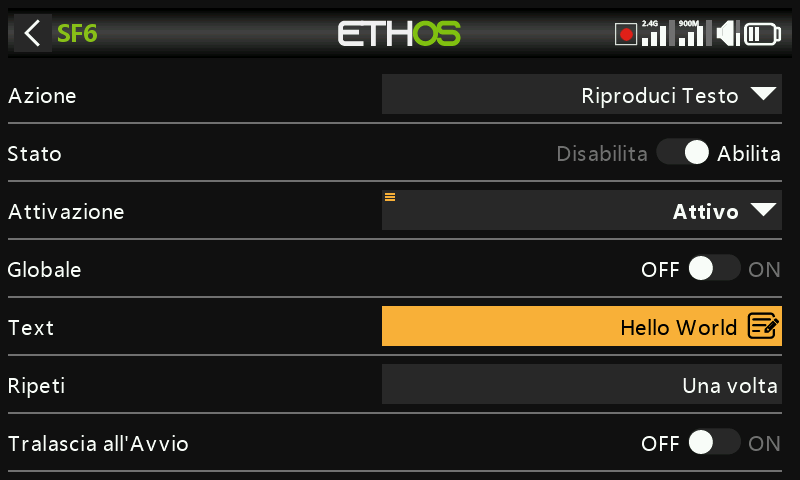 SF6 ETHOS 2.4G 900M
Azione Riproduci Testo
Stato Disabilita Abilita
Attivazione Attivo
Globale OFF ON
Text Hello World
Ripeti Una volta
Tralascia all'Avvio OFF ON